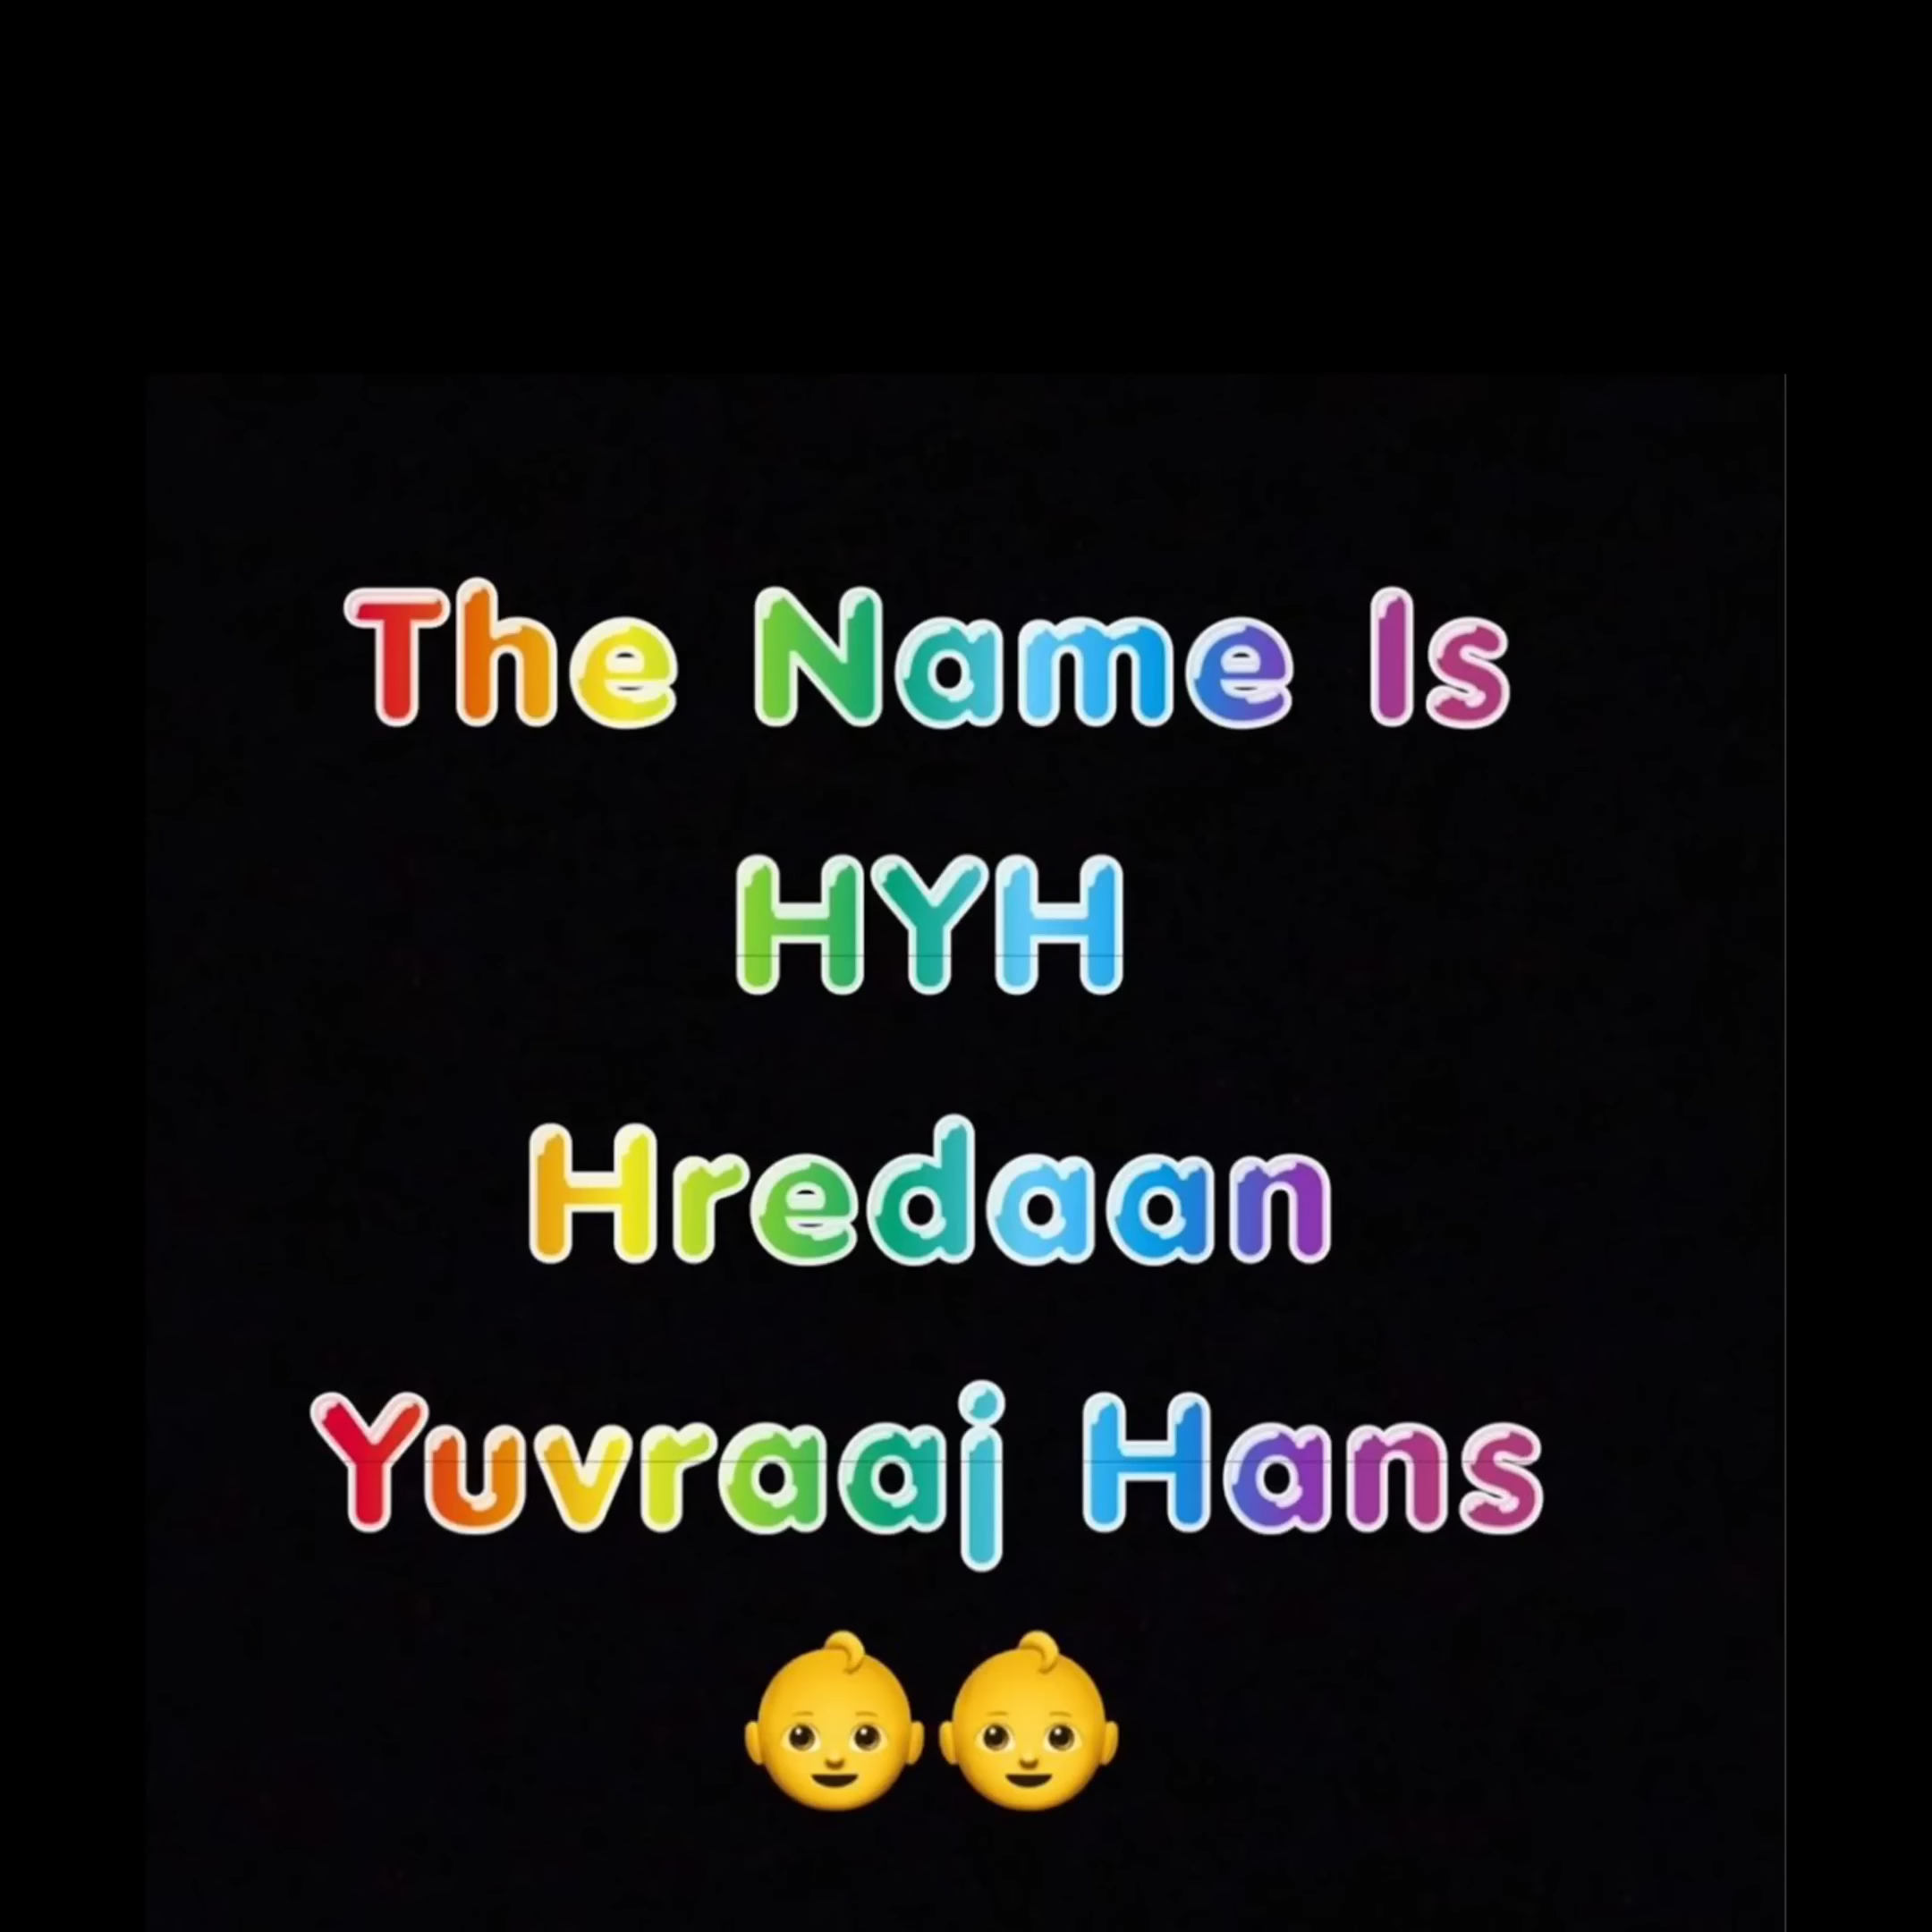 The Name Is
HYH
Hredaan
Yuvraaj Hans
👶👶